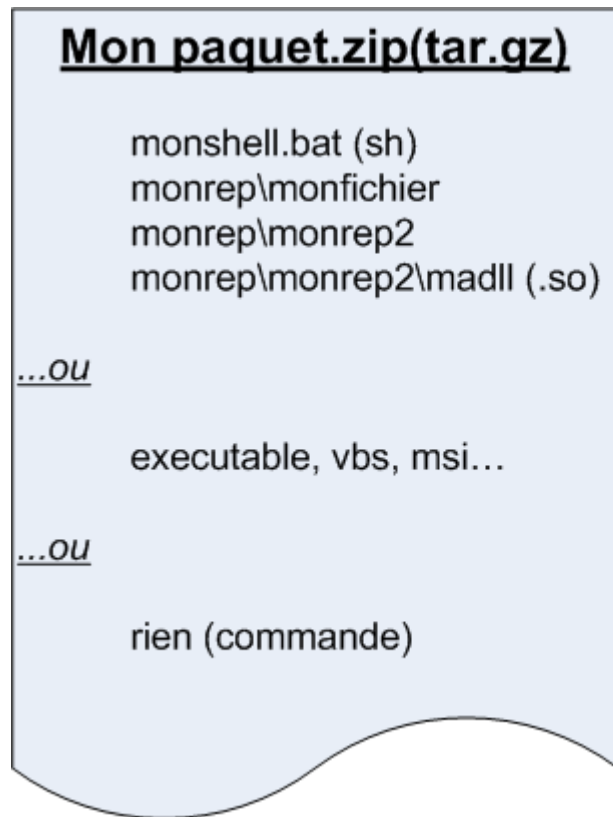 Mon paquet.zip(tar.gz)
monshell.bat (sh)
monrep\monfichier
monrep\monrep2
monrep\monrep2\madll (.so)
...ou
executable, vbs, msi…
...ou
rien (commande)